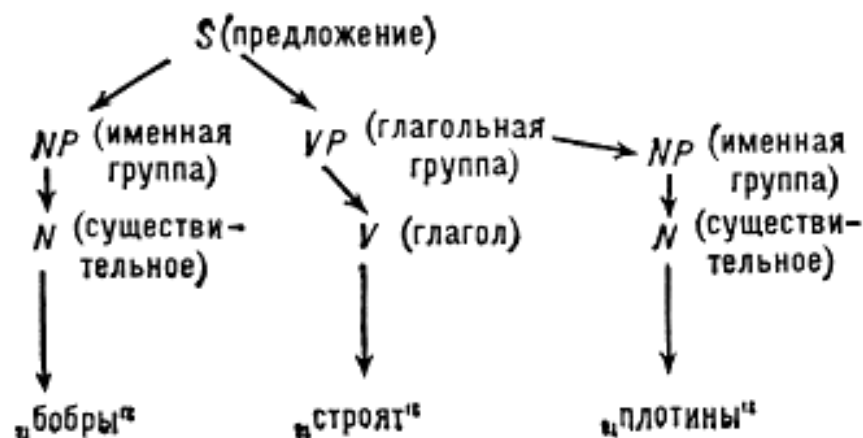 S (предложение)
NP (именная группа)
VP (глагольная группа)
NP (именная группа)
N (существи-
тельное)
V (глагол)
N (существи-
тельное)
„бобры“
„строят“
„плотины“